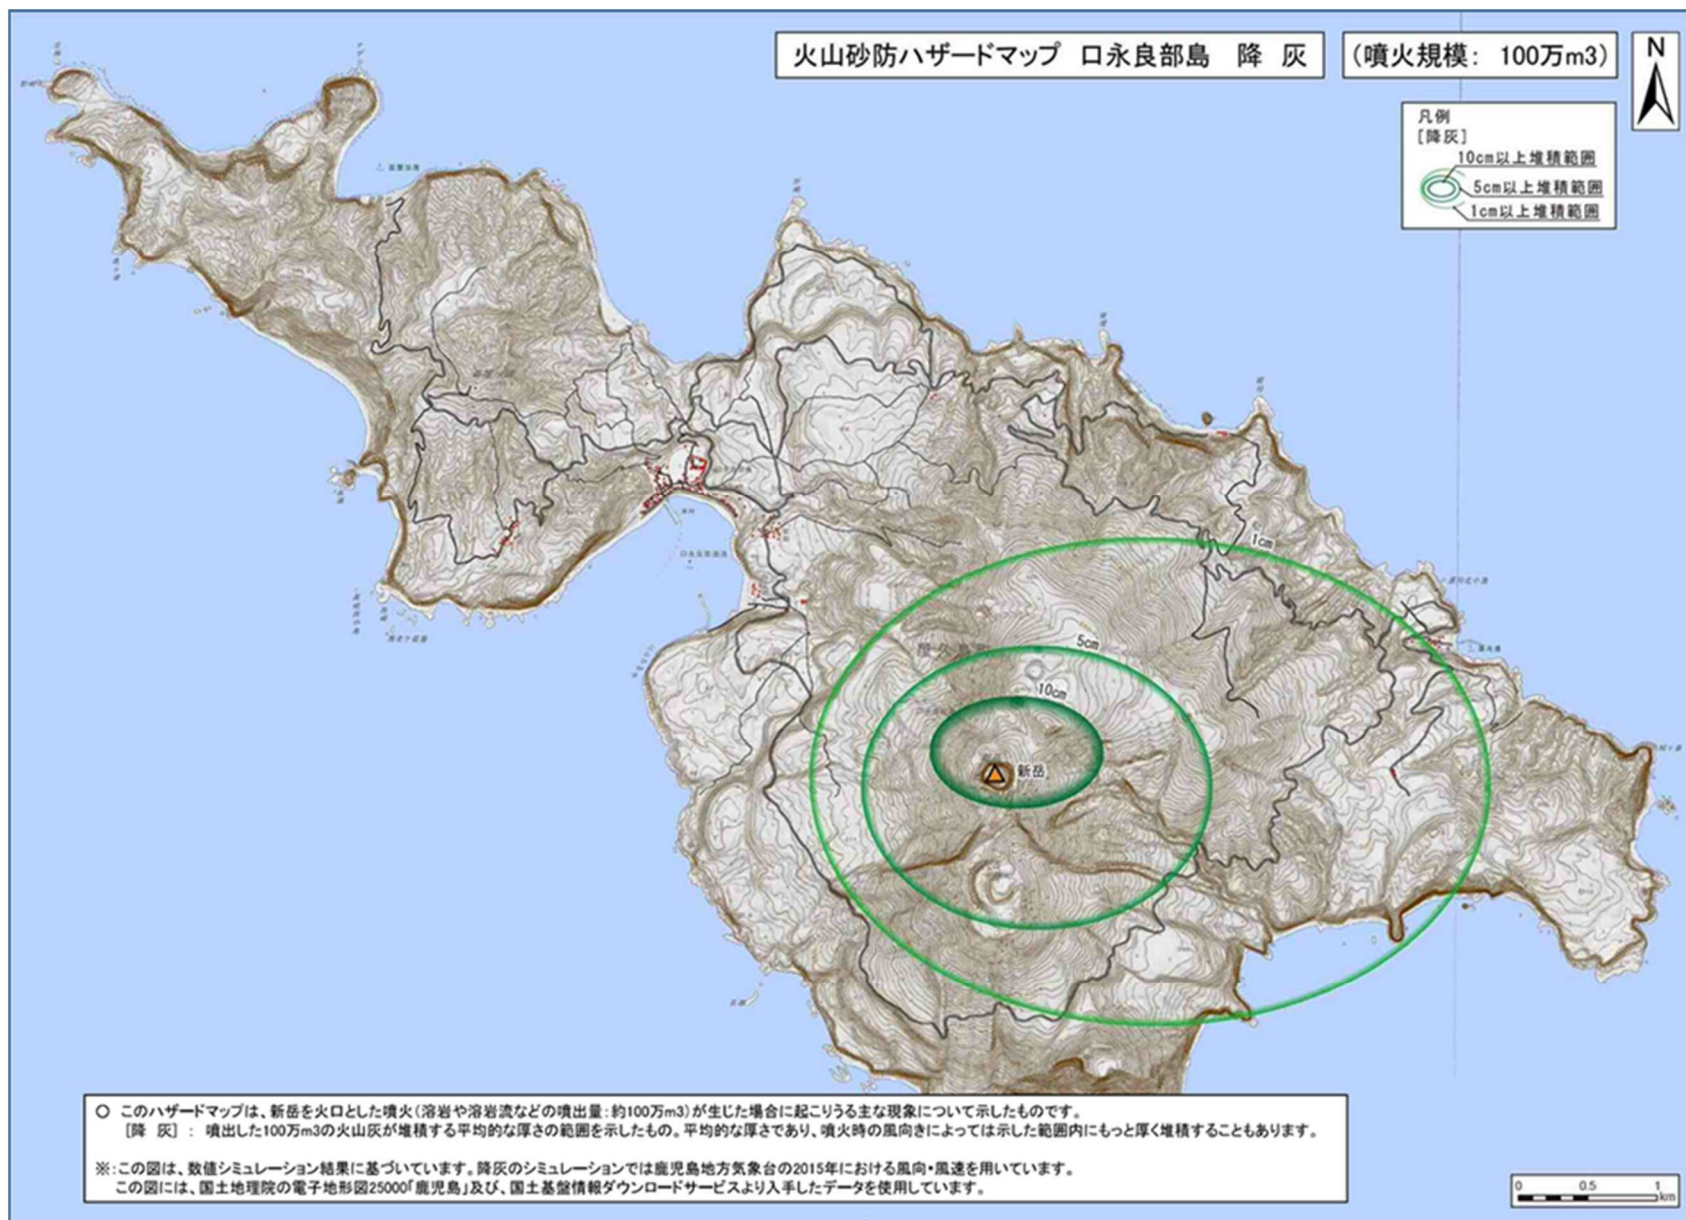 火山砂防ハザードマップ 口永良部島 降 灰
(噴火規模： 100万m3)
N
凡例
[降灰]
10cm以上堆積範囲
5cm以上堆積範囲
1cm以上堆積範囲
1cm
屋久島
5cm
10cm
新岳
○ このハザードマップは、新岳を火口とした噴火(溶岩や溶岩流などの噴出量：約100万m3)が生じた場合に起こりうる主な現象について示したものです。
[降 灰] ： 噴出した100万m3の火山灰が堆積する平均的な厚さの範囲を示したもの。平均的な厚さであり、噴火時の風向きによっては示した範囲内にもっと厚く堆積することもあります。
※：この図は、数値シミュレーション結果に基づいています。降灰のシミュレーションでは鹿児島地方気象台の2015年における風向・風速を用いています。
この図には、国土地理院の電子地形図25000「鹿児島」及び、国土基盤情報ダウンロードサービスより入手したデータを使用しています。
0 0.5 1
km